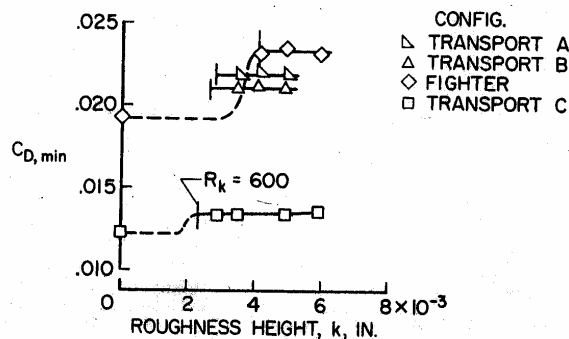 CONFIG.
TRANSPORT A
TRANSPORT B
FIGHTER
TRANSPORT C
.025
.020
.015
.010
C_D, min
R_k = 600
0 2 4 6 8×10⁻³
ROUGHNESS HEIGHT, k, IN.